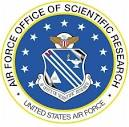 AIR FORCE OFFICE OF SCIENTIFIC RESEARCH
· UNITED STATES AIR FORCE ·